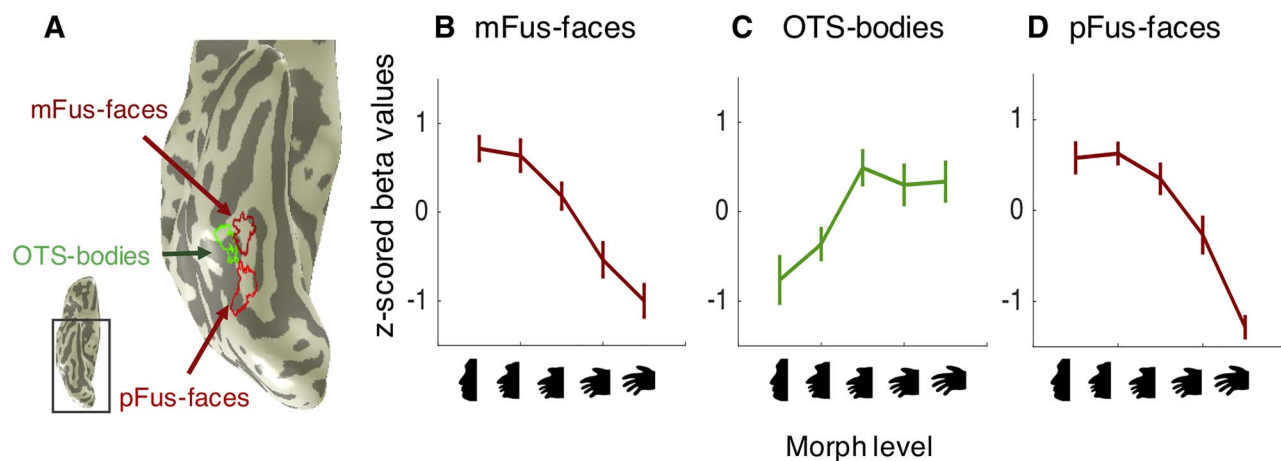 A
mFus-faces
OTS-bodies
pFus-faces
B mFus-faces
z-scored beta values
1
0
-1
C OTS-bodies
1
0
-1
D pFus-faces
1
0
-1
Morph level